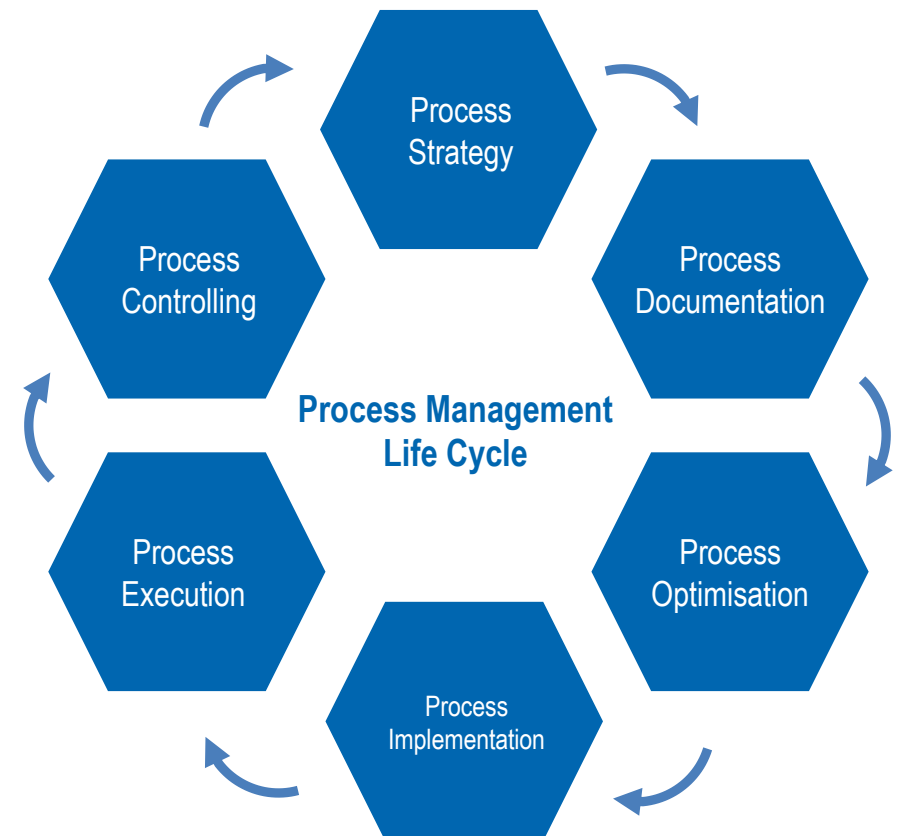 Process
Strategy
Process
Documentation
Process
Optimisation
Process
Implementation
Process
Execution
Process
Controlling
Process Management
Life Cycle